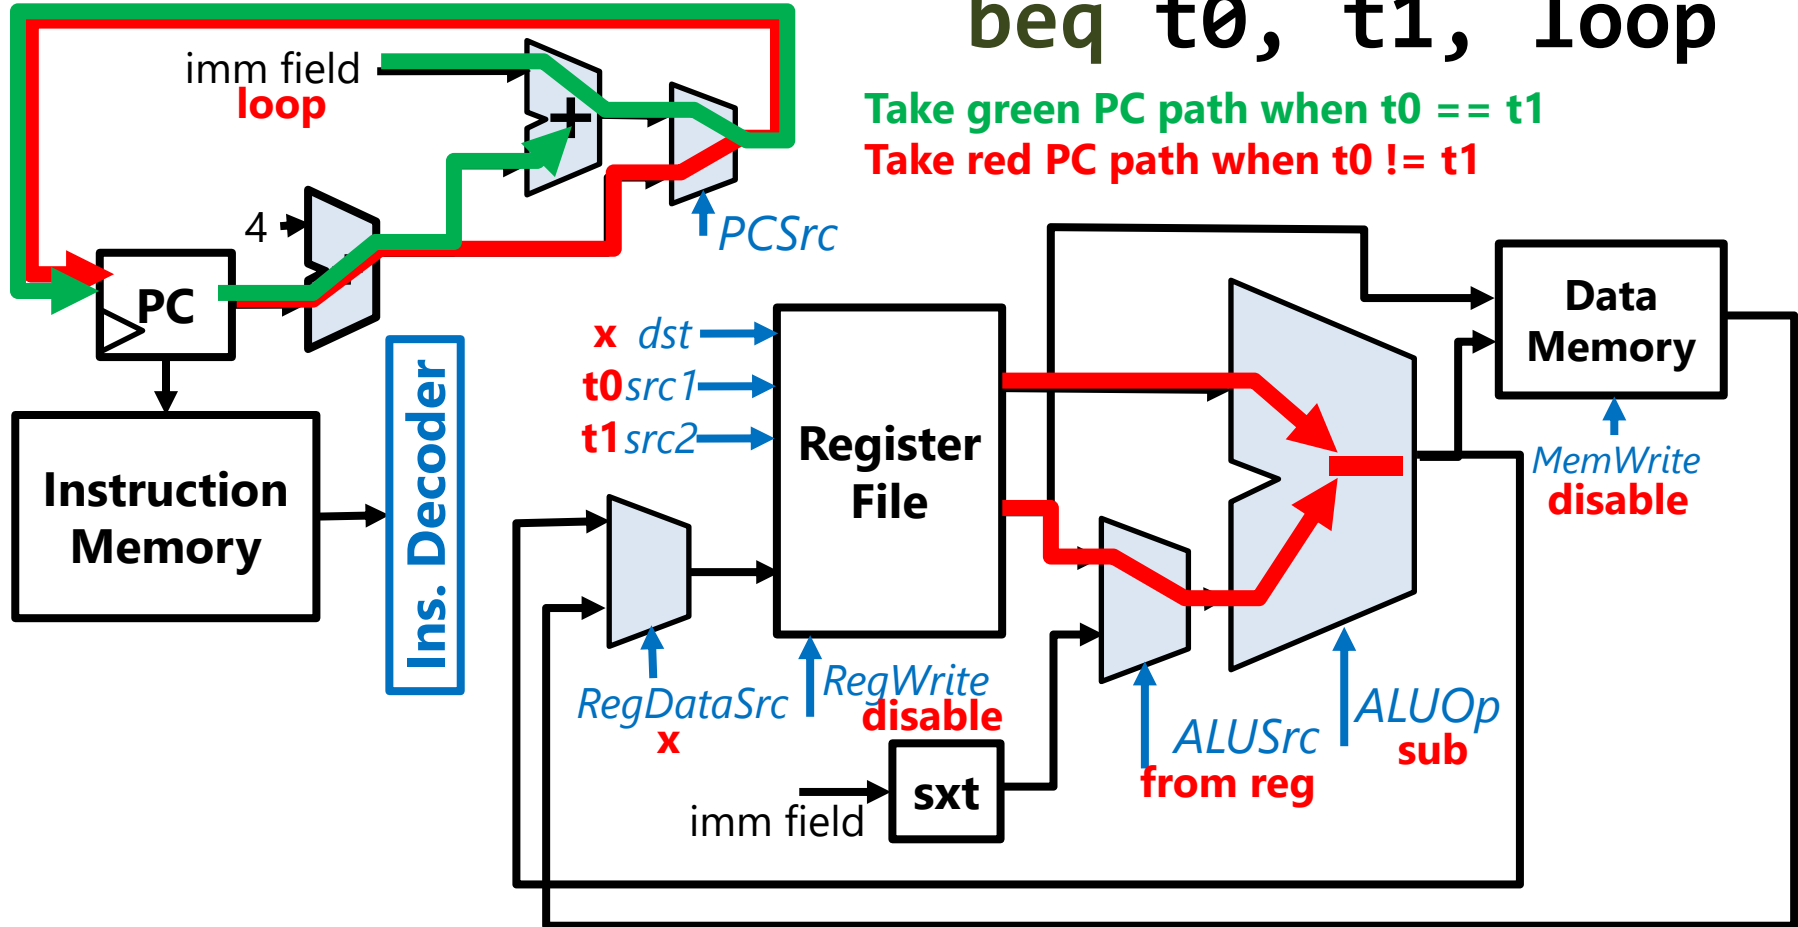 beq t0, t1, loop
imm field
loop
Take green PC path when t0 == t1
Take red PC path when t0 != t1
+
4
PCSrc
PC
Data
Memory
x dst
t0 src1
t1 src2
Register
File
Instruction
Memory
Ins. Decoder
MemWrite
disable
RegDataSrc
x
RegWrite
disable
ALUSrc
from reg
ALUOp
sub
sxt
imm field